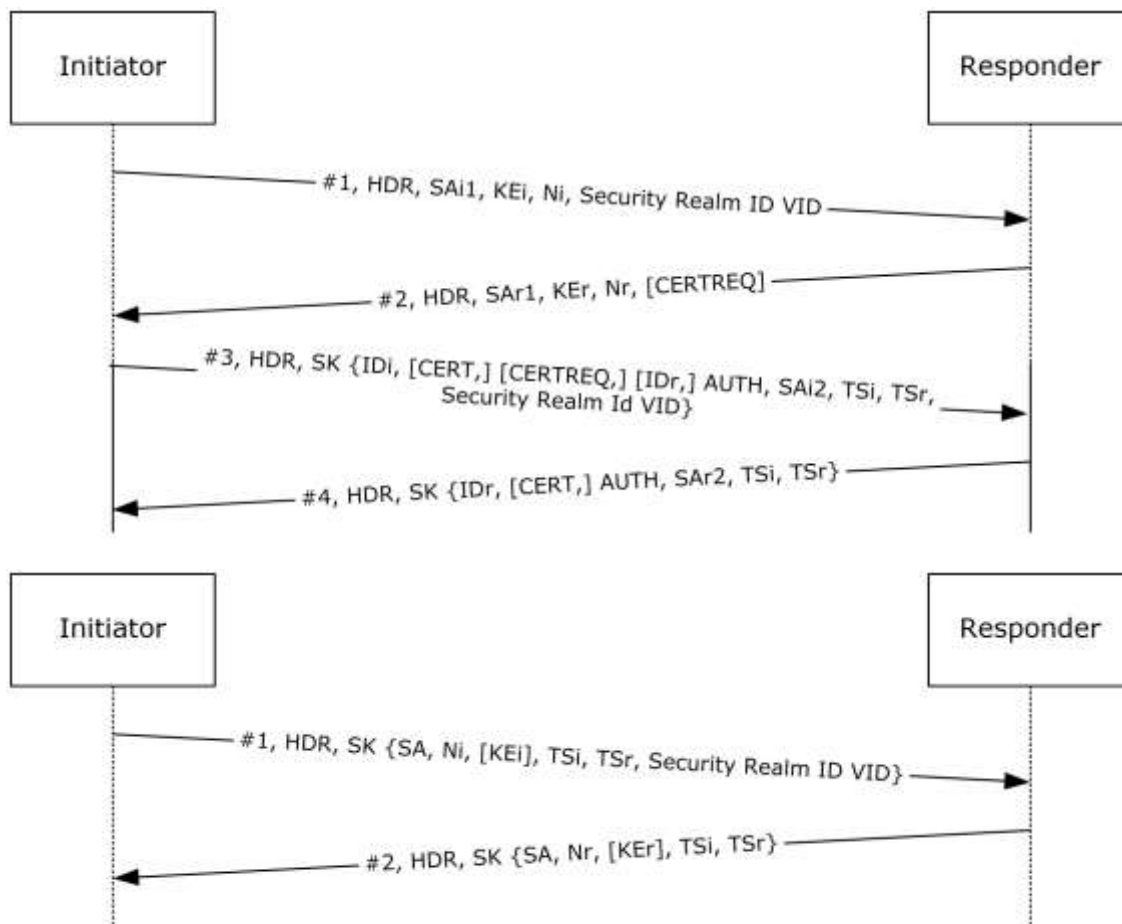 Initiator
Responder
#1, HDR, SAi1, KEi, Ni, Security Realm ID VID
#2, HDR, SAr1, KEr, Nr, [CERTREQ]
#3, HDR, SK {IDi, [CERT,] [CERTREQ,] [IDr,] AUTH, SAi2, TSi, TSr,
Security Realm Id VID}
#4, HDR, SK {IDr, [CERT,] AUTH, SAr2, TSi, TSr}
Initiator
Responder
#1, HDR, SK {SA, Ni, [KEi], TSi, TSr, Security Realm ID VID}
#2, HDR, SK {SA, Nr, [KEr], TSi, TSr}